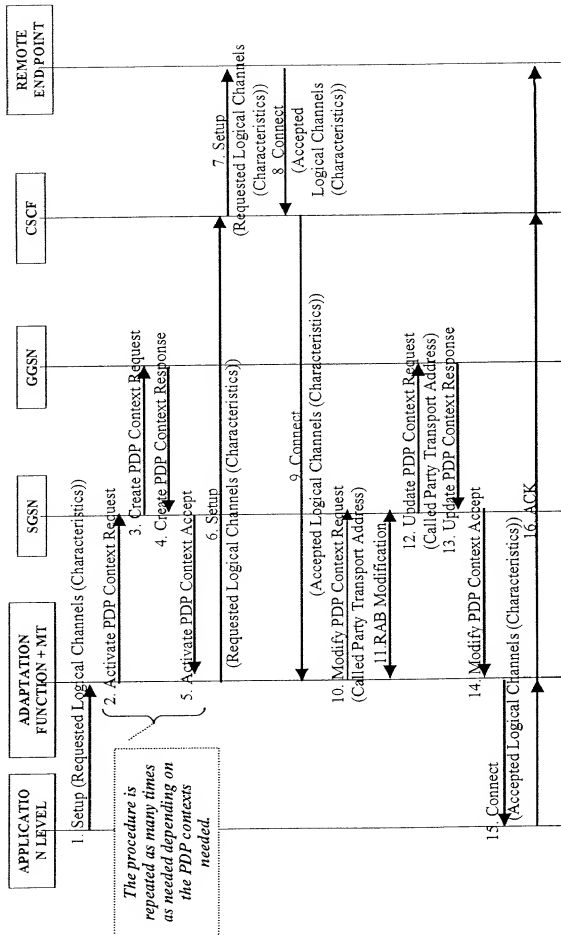 APPLICATIO
N LEVEL
ADAPTATION
FUNCTION + MT
SGSN
GGSN
CSCF
REMOTE
END POINT
1. Setup (Requested Logical Channels (Characteristics))
2. Activate PDP Context Request
3. Create PDP Context Request
4. Create PDP Context Response
5. Activate PDP Context Accept
The procedure is
repeated as many times
as needed depending on
the PDP contexts
needed.
6. Setup
(Requested Logical Channels (Characteristics))
7. Setup
(Requested Logical Channels
(Characteristics))
8 Connect
(Accepted
Logical Channels
(Characteristics))
9 Connect
(Accepted Logical Channels (Characteristics))
10. Modify PDP Context Request
(Called Party Transport Address)
11.RAB Modification
12. Update PDP Context Request
(Called Party Transport Address)
13. Update PDP Context Response
14. Modify PDP Context Accept
15. Connect
(Accepted Logical Channels (Characteristics))
16. ACK